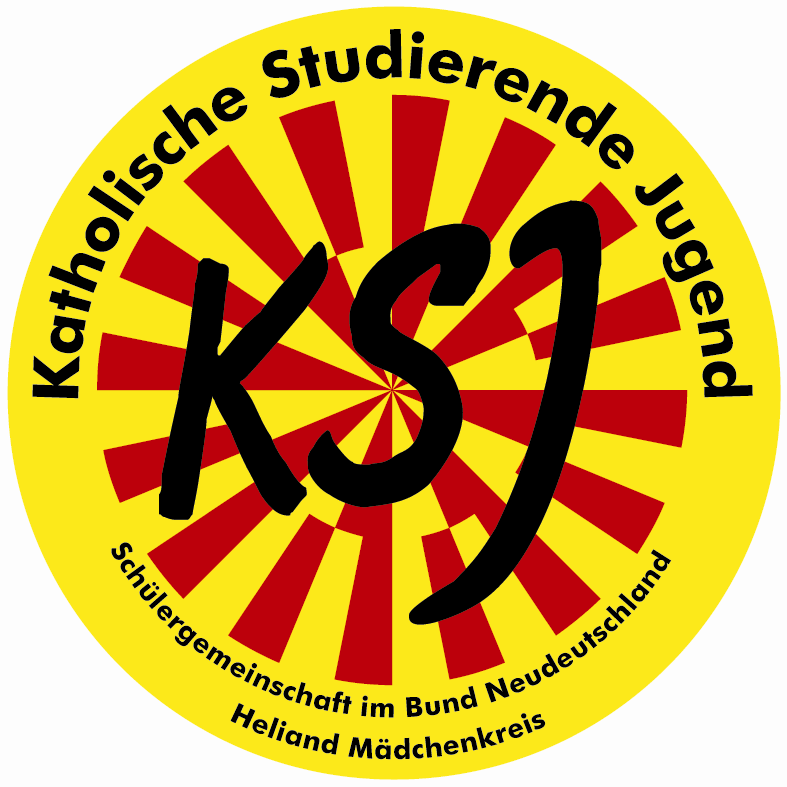 Katholische Studierende Jugend
KSJ
Schülergemeinschaft im Bund Neudeutschland
Heliand Mädchenkreis